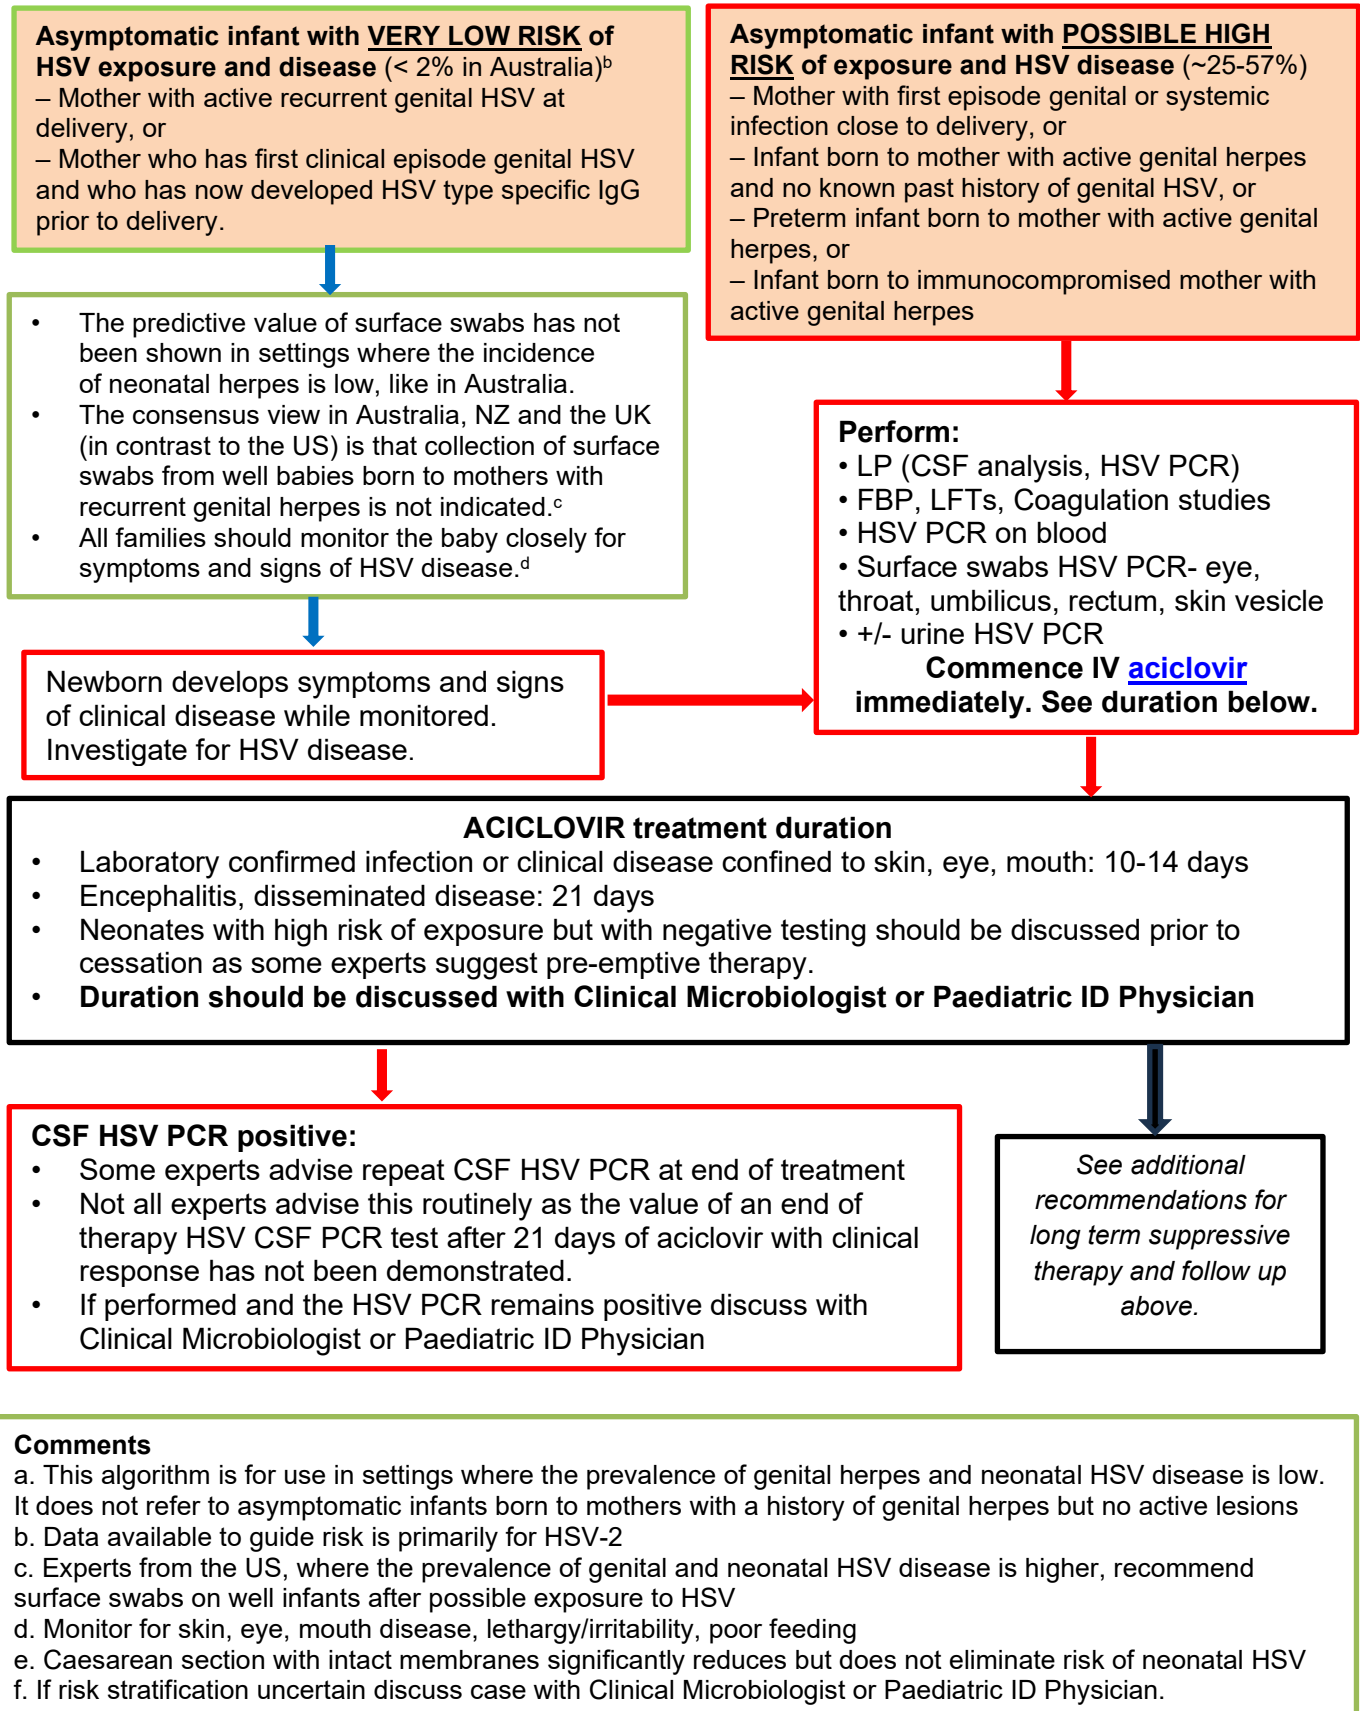 Asymptomatic infant with VERY LOW RISK of
HSV exposure and disease (< 2% in Australia)ᵇ
– Mother with active recurrent genital HSV at
delivery, or
– Mother who has first clinical episode genital HSV
and who has now developed HSV type specific IgG
prior to delivery.
Asymptomatic infant with POSSIBLE HIGH
RISK of exposure and HSV disease (~25-57%)
– Mother with first episode genital or systemic
infection close to delivery, or
– Infant born to mother with active genital herpes
and no known past history of genital HSV, or
– Preterm infant born to mother with active genital
herpes, or
– Infant born to immunocompromised mother with
active genital herpes
• The predictive value of surface swabs has not
been shown in settings where the incidence
of neonatal herpes is low, like in Australia.
• The consensus view in Australia, NZ and the UK
(in contrast to the US) is that collection of surface
swabs from well babies born to mothers with
recurrent genital herpes is not indicated.ᶜ
• All families should monitor the baby closely for
symptoms and signs of HSV disease.ᵈ
Perform:
• LP (CSF analysis, HSV PCR)
• FBP, LFTs, Coagulation studies
• HSV PCR on blood
• Surface swabs HSV PCR- eye,
throat, umbilicus, rectum, skin vesicle
• +/- urine HSV PCR
Commence IV aciclovir
immediately. See duration below.
Newborn develops symptoms and signs
of clinical disease while monitored.
Investigate for HSV disease.
ACICLOVIR treatment duration
• Laboratory confirmed infection or clinical disease confined to skin, eye, mouth: 10-14 days
• Encephalitis, disseminated disease: 21 days
• Neonates with high risk of exposure but with negative testing should be discussed prior to
cessation as some experts suggest pre-emptive therapy.
• Duration should be discussed with Clinical Microbiologist or Paediatric ID Physician
CSF HSV PCR positive:
• Some experts advise repeat CSF HSV PCR at end of treatment
• Not all experts advise this routinely as the value of an end of
therapy HSV CSF PCR test after 21 days of aciclovir with clinical
response has not been demonstrated.
• If performed and the HSV PCR remains positive discuss with
Clinical Microbiologist or Paediatric ID Physician
See additional
recommendations for
long term suppressive
therapy and follow up
above.
Comments
a. This algorithm is for use in settings where the prevalence of genital herpes and neonatal HSV disease is low.
It does not refer to asymptomatic infants born to mothers with a history of genital herpes but no active lesions
b. Data available to guide risk is primarily for HSV-2
c. Experts from the US, where the prevalence of genital and neonatal HSV disease is higher, recommend
surface swabs on well infants after possible exposure to HSV
d. Monitor for skin, eye, mouth disease, lethargy/irritability, poor feeding
e. Caesarean section with intact membranes significantly reduces but does not eliminate risk of neonatal HSV
f. If risk stratification uncertain discuss case with Clinical Microbiologist or Paediatric ID Physician.